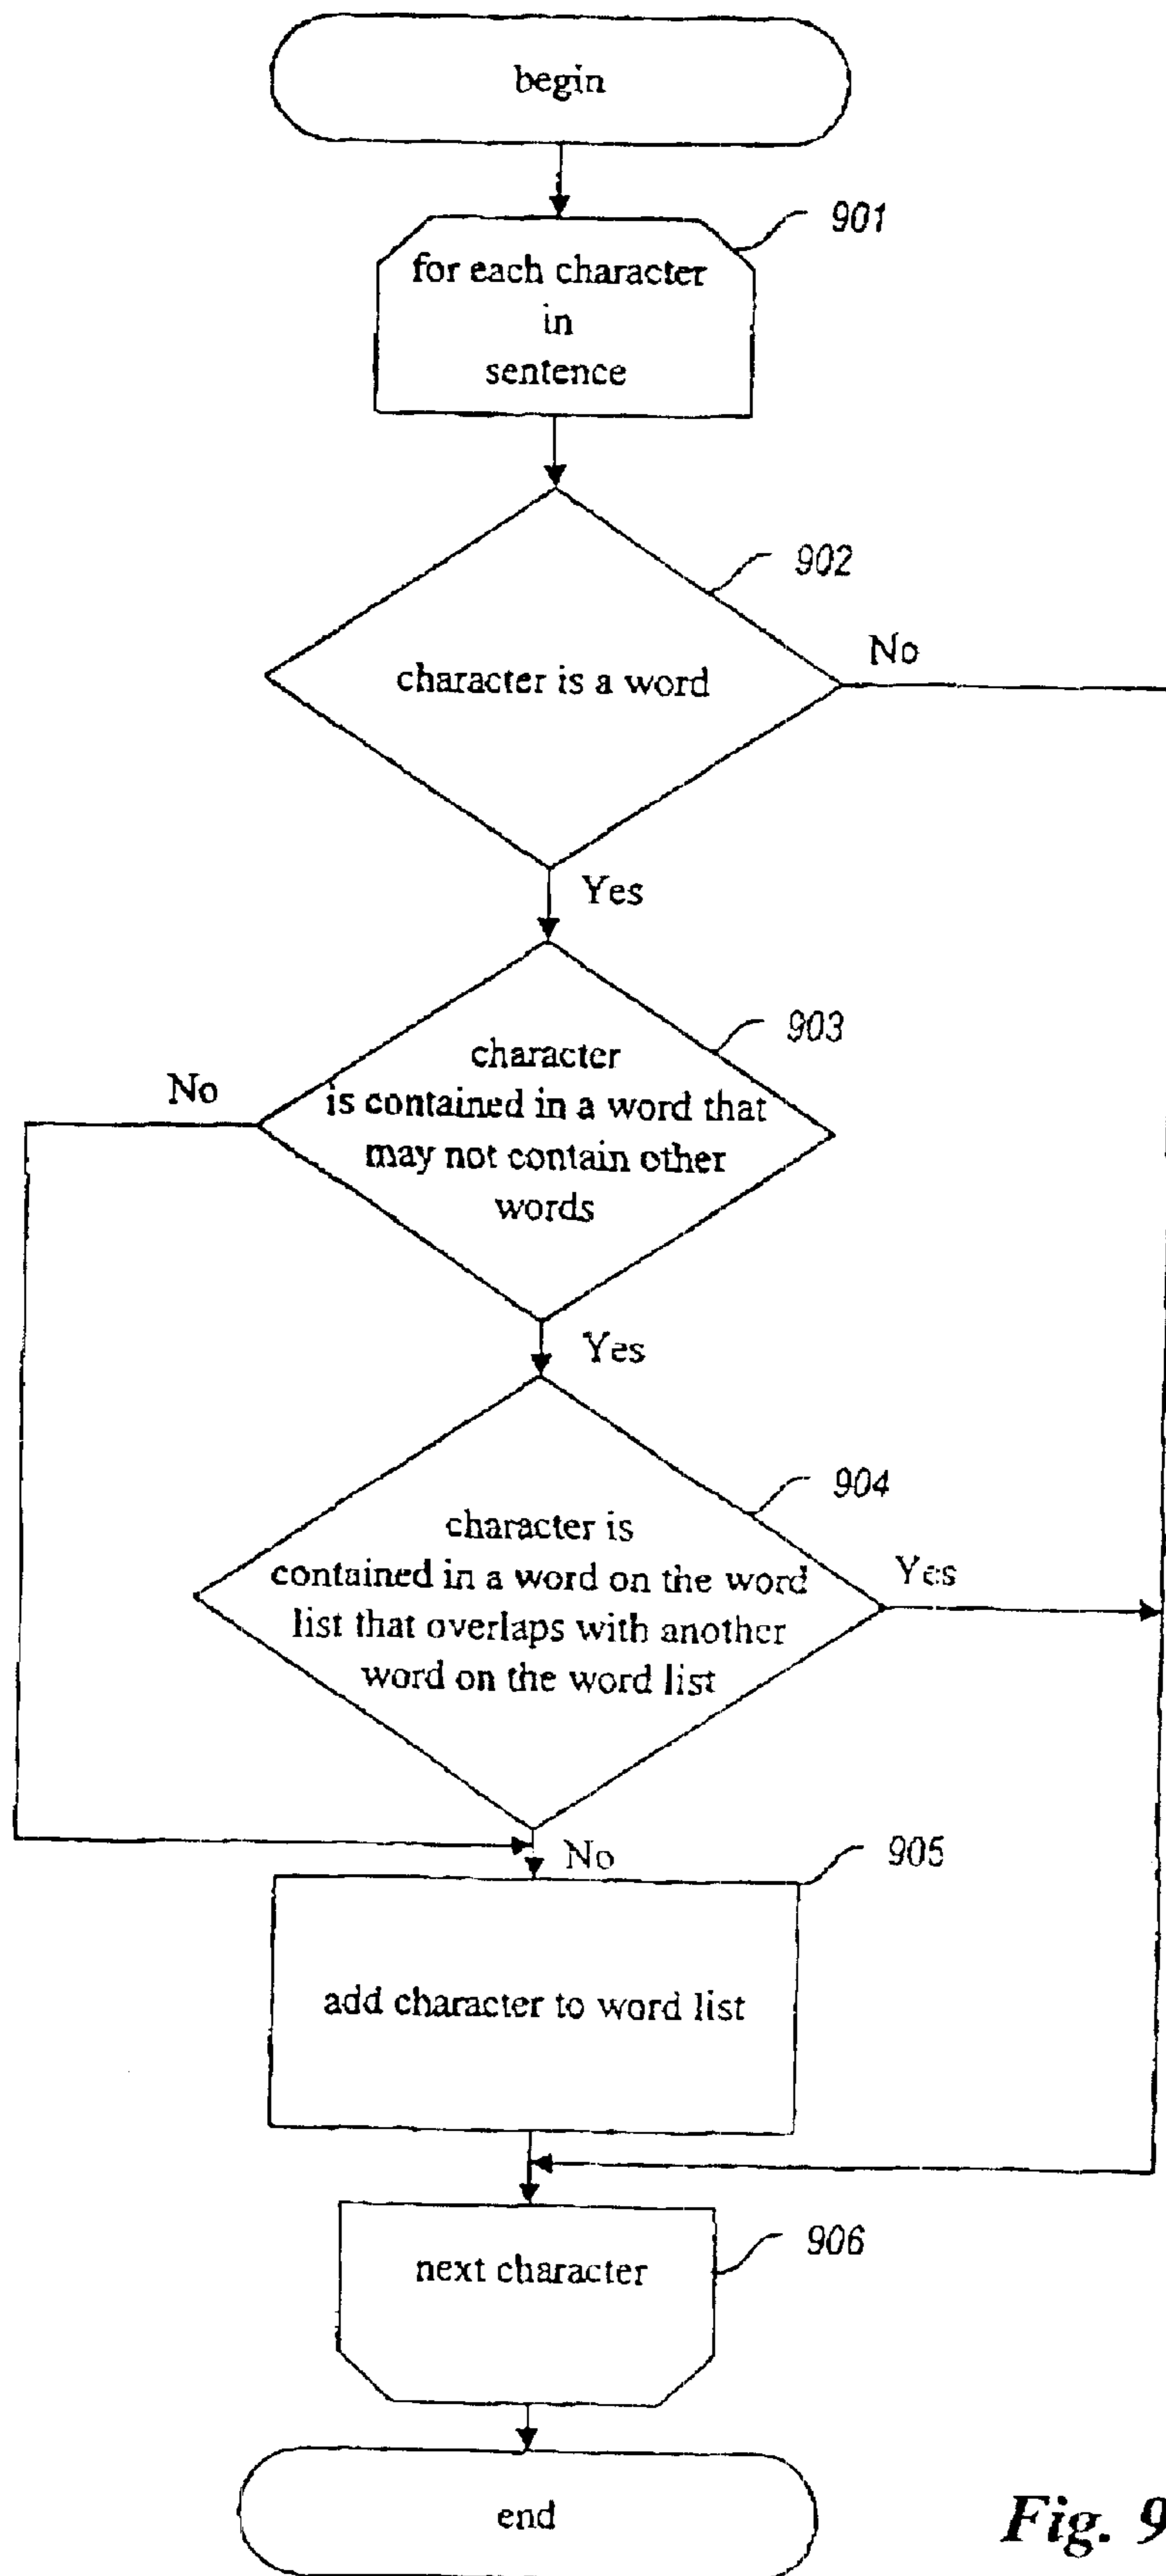 begin
901
for each character
in
sentence
902
character is a word
No
Yes
903
character
is contained in a word that
may not contain other
words
No
Yes
904
character is
contained in a word on the word
list that overlaps with another
word on the word list
Yes
No
905
add character to word list
906
next character
end
Fig. 9